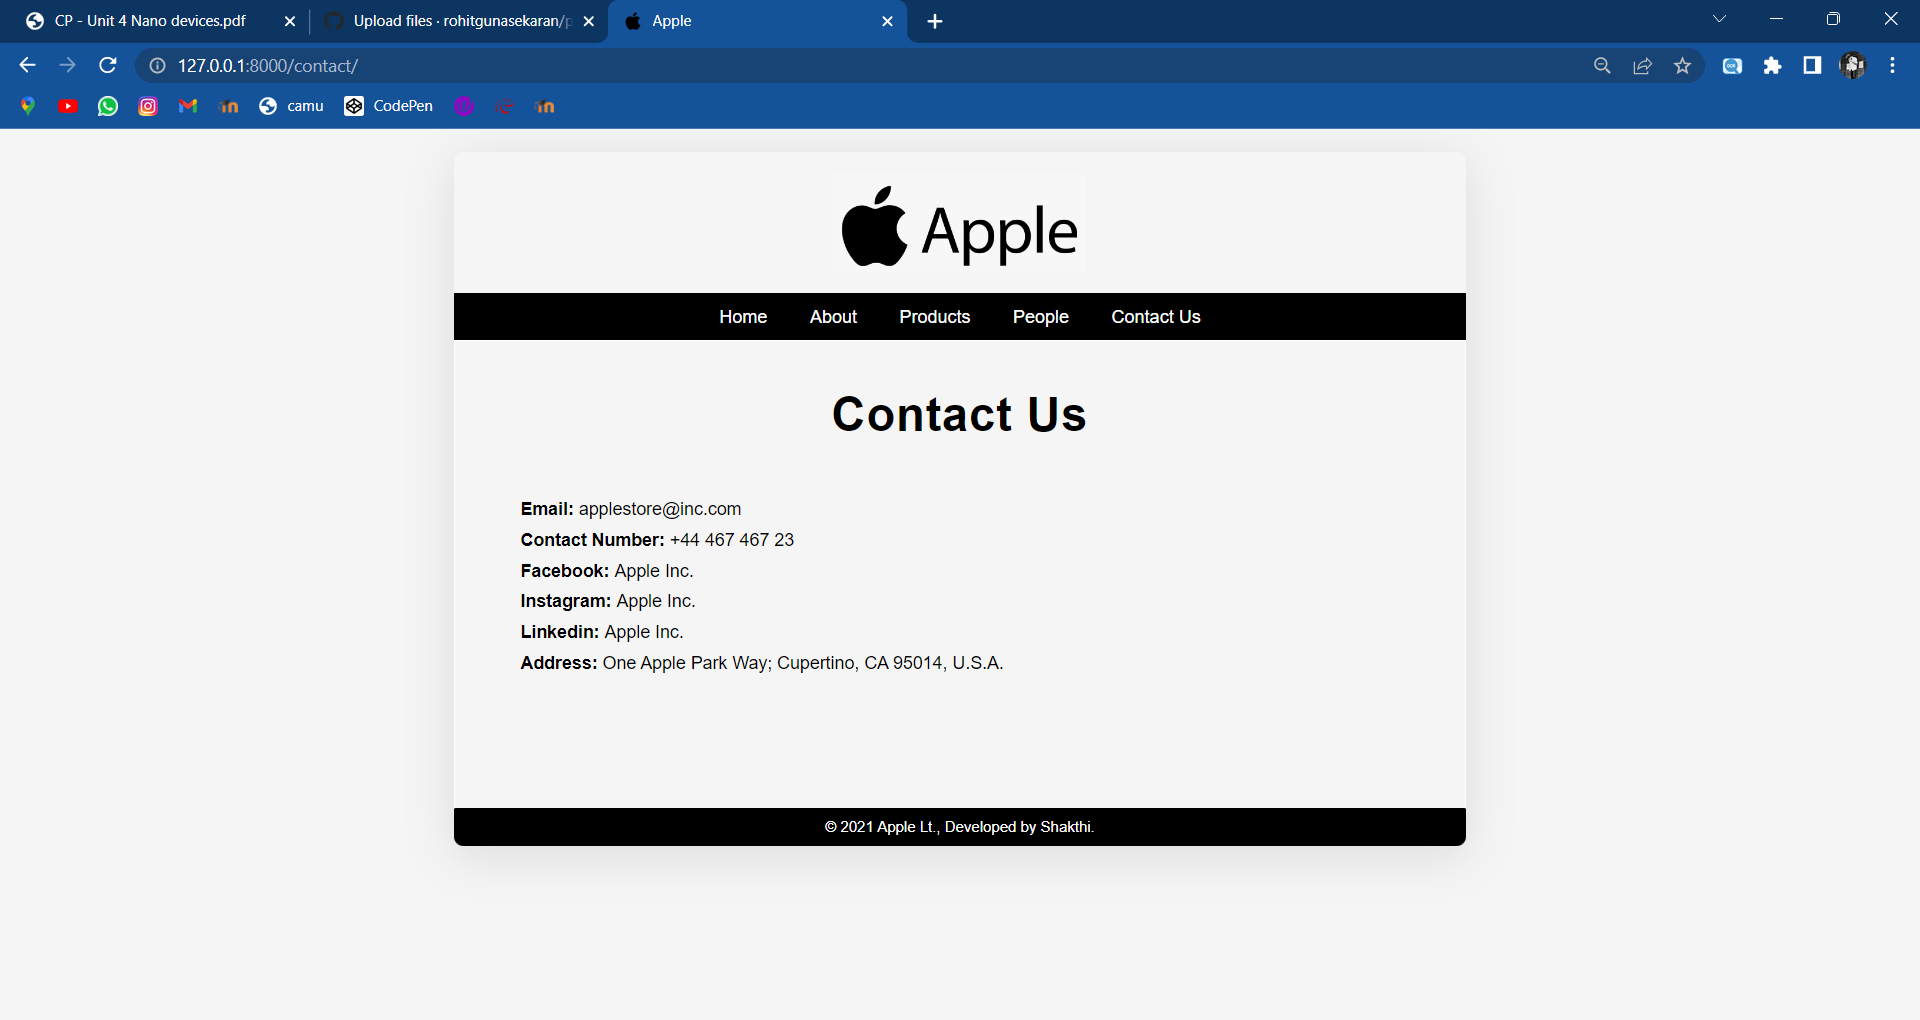 CP - Unit 4 Nano devices.pdf
Upload files · rohitgunasekaran/p
Apple
127.0.0.1:8000/contact/
camu
CodePen
Apple
Home About Products People Contact Us
Contact Us
Email: applestore@inc.com
Contact Number: +44 467 467 23
Facebook: Apple Inc.
Instagram: Apple Inc.
Linkedin: Apple Inc.
Address: One Apple Park Way; Cupertino, CA 95014, U.S.A.
© 2021 Apple Lt., Developed by Shakthi.